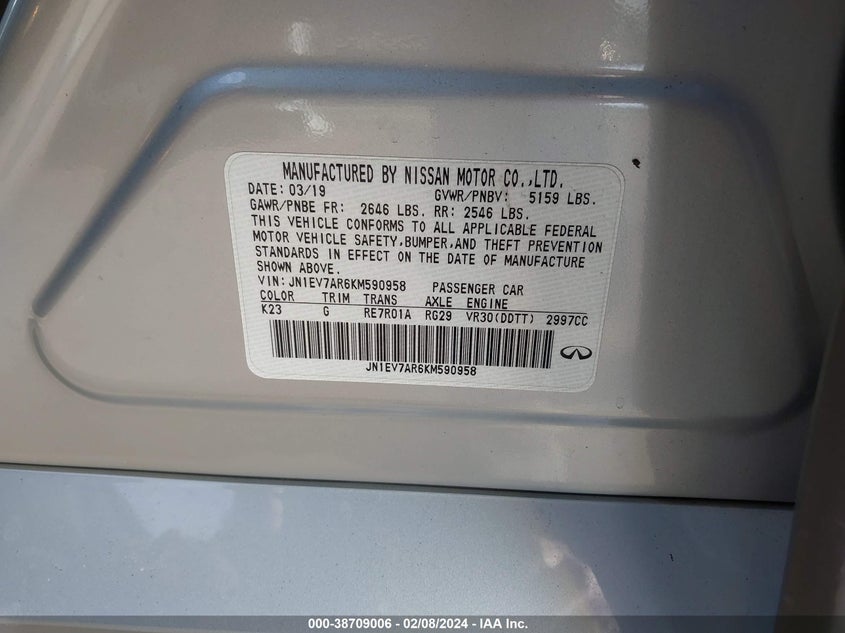 MANUFACTURED BY NISSAN MOTOR CO.,LTD.
DATE: 03/19 GVWR/PNBV: 5159 LBS.
GAWR/PNBE FR: 2646 LBS. RR: 2546 LBS.
THIS VEHICLE CONFORMS TO ALL APPLICABLE FEDERAL
MOTOR VEHICLE SAFETY,BUMPER,AND THEFT PREVENTION
STANDARDS IN EFFECT ON THE DATE OF MANUFACTURE
SHOWN ABOVE.
VIN: JN1EV7AR6KM590958 PASSENGER CAR
COLOR TRIM TRANS AXLE ENGINE
K23 G RE7R01A RG29 VR30(DDTT) 2997CC
JN1EV7AR6KM590958
000-38709006 - 02/08/2024 - IAA Inc.